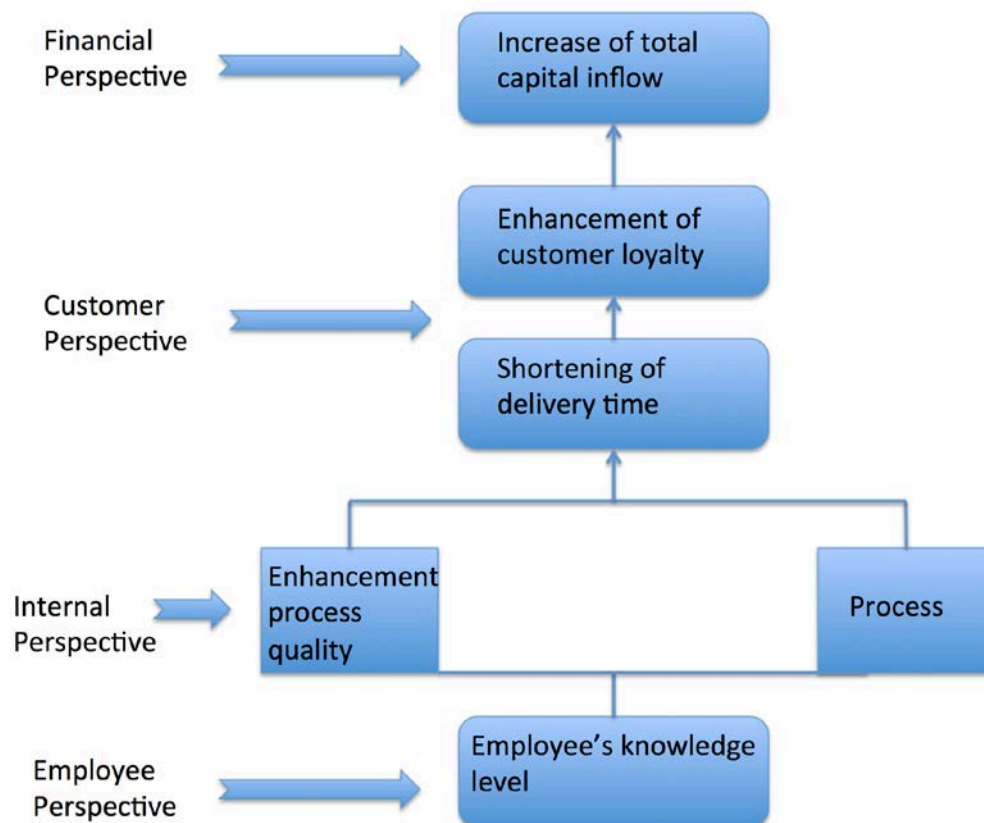 Financial
Perspective
Increase of total
capital inflow
Enhancement of
customer loyalty
Customer
Perspective
Shortening of
delivery time
Internal
Perspective
Enhancement
process
quality
Process
Employee
Perspective
Employee’s knowledge
level